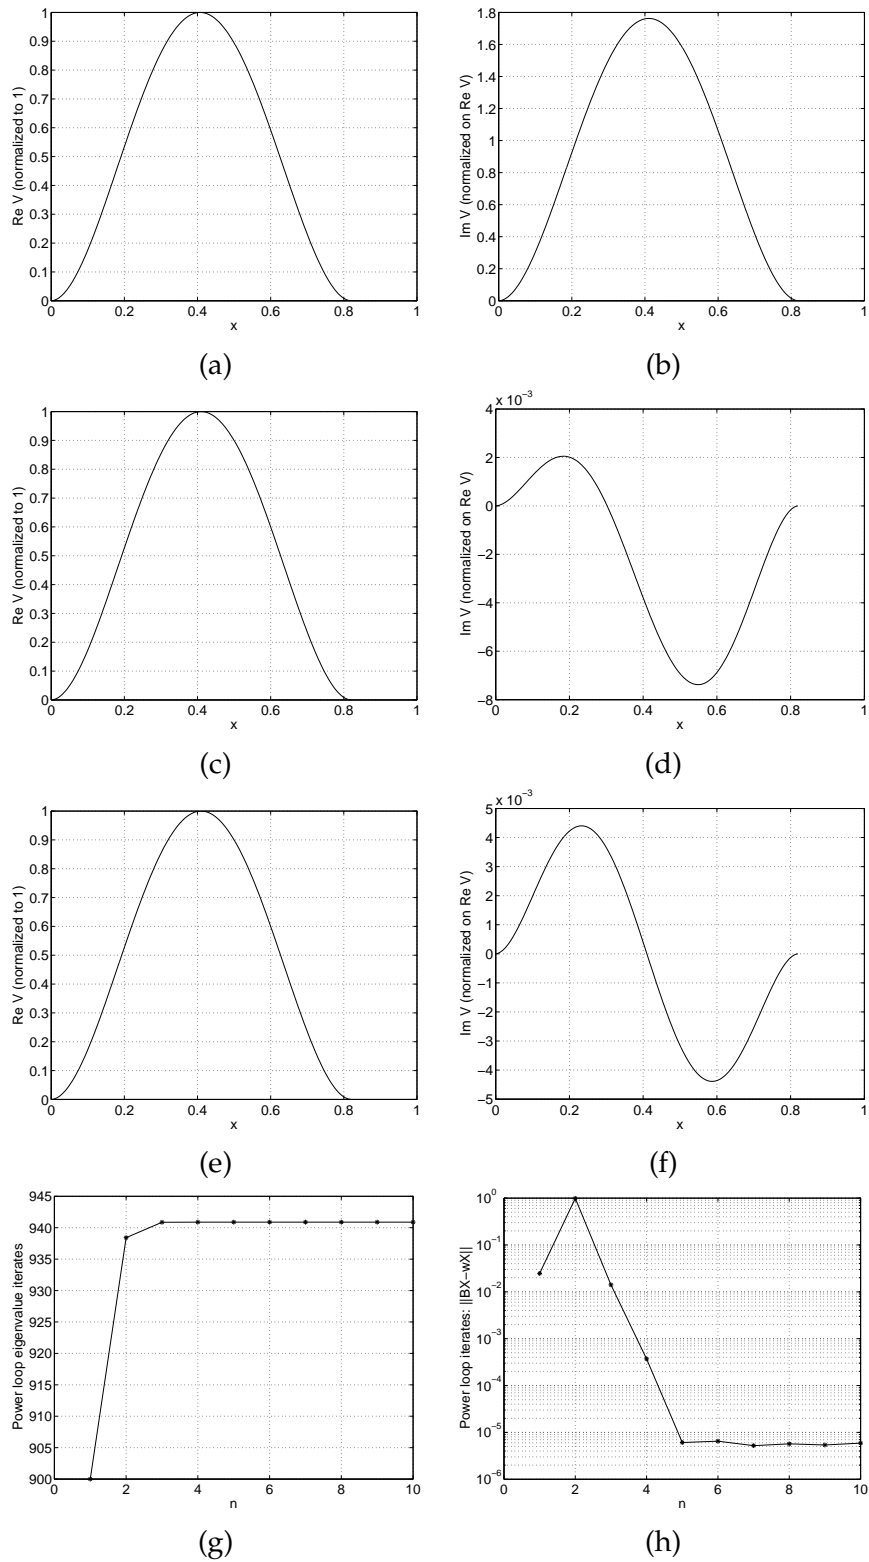 1
0.9
0.8
0.7
0.6
0.5
0.4
0.3
0.2
0.1
0
Re V (normalized to 1)
0 0.2 0.4 0.6 0.8 1
x
(a)
1.8
1.6
1.4
1.2
1
0.8
0.6
0.4
0.2
0
Im V (normalized on Re V)
0 0.2 0.4 0.6 0.8 1
x
(b)
1
0.9
0.8
0.7
0.6
0.5
0.4
0.3
0.2
0.1
0
Re V (normalized to 1)
0 0.2 0.4 0.6 0.8 1
x
(c)
x 10−3
4
2
0
−2
−4
−6
−8
Im V (normalized on Re V)
0 0.2 0.4 0.6 0.8 1
x
(d)
1
0.9
0.8
0.7
0.6
0.5
0.4
0.3
0.2
0.1
0
Re V (normalized to 1)
0 0.2 0.4 0.6 0.8 1
x
(e)
x 10−3
5
4
3
2
1
0
−1
−2
−3
−4
−5
Im V (normalized on Re V)
0 0.2 0.4 0.6 0.8 1
x
(f)
945
940
935
930
925
920
915
910
905
900
Power loop eigenvalue iterates
0 2 4 6 8 10
n
(g)
100
10−1
10−2
10−3
10−4
10−5
10−6
Power loop iterates: ||BX−wX||
0 2 4 6 8 10
n
(h)